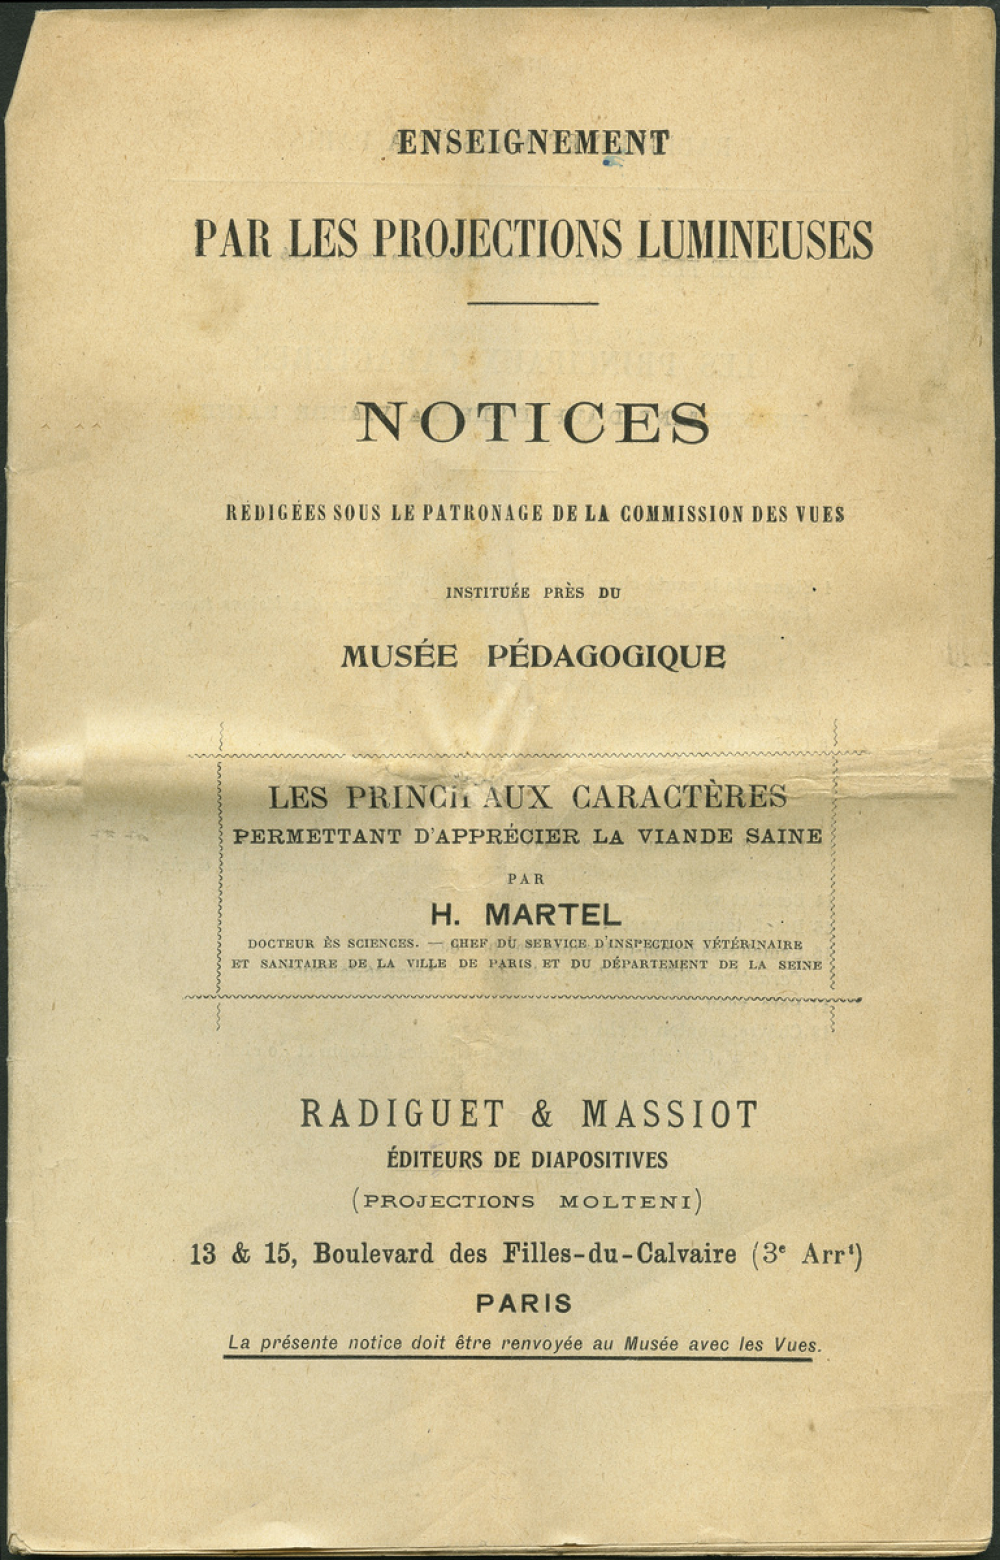 ENSEIGNEMENT
PAR LES PROJECTIONS LUMINEUSES
NOTICES
RÉDIGÉES SOUS LE PATRONAGE DE LA COMMISSION DES VUES
INSTITUÉE PRÈS DU
MUSÉE PÉDAGOGIQUE
LES PRINCIPAUX CARACTÈRES
PERMETTANT D'APPRÉCIER LA VIANDE SAINE
PAR
H. MARTEL
DOCTEUR ÈS SCIENCES. — CHEF DU SERVICE D'INSPECTION VÉTÉRINAIRE
ET SANITAIRE DE LA VILLE DE PARIS ET DU DÉPARTEMENT DE LA SEINE
RADIGUET & MASSIOT
ÉDITEURS DE DIAPOSITIVES
(PROJECTIONS MOLTENI)
13 & 15, Boulevard des Filles-du-Calvaire (3e Arrt)
PARIS
La présente notice doit être renvoyée au Musée avec les Vues.